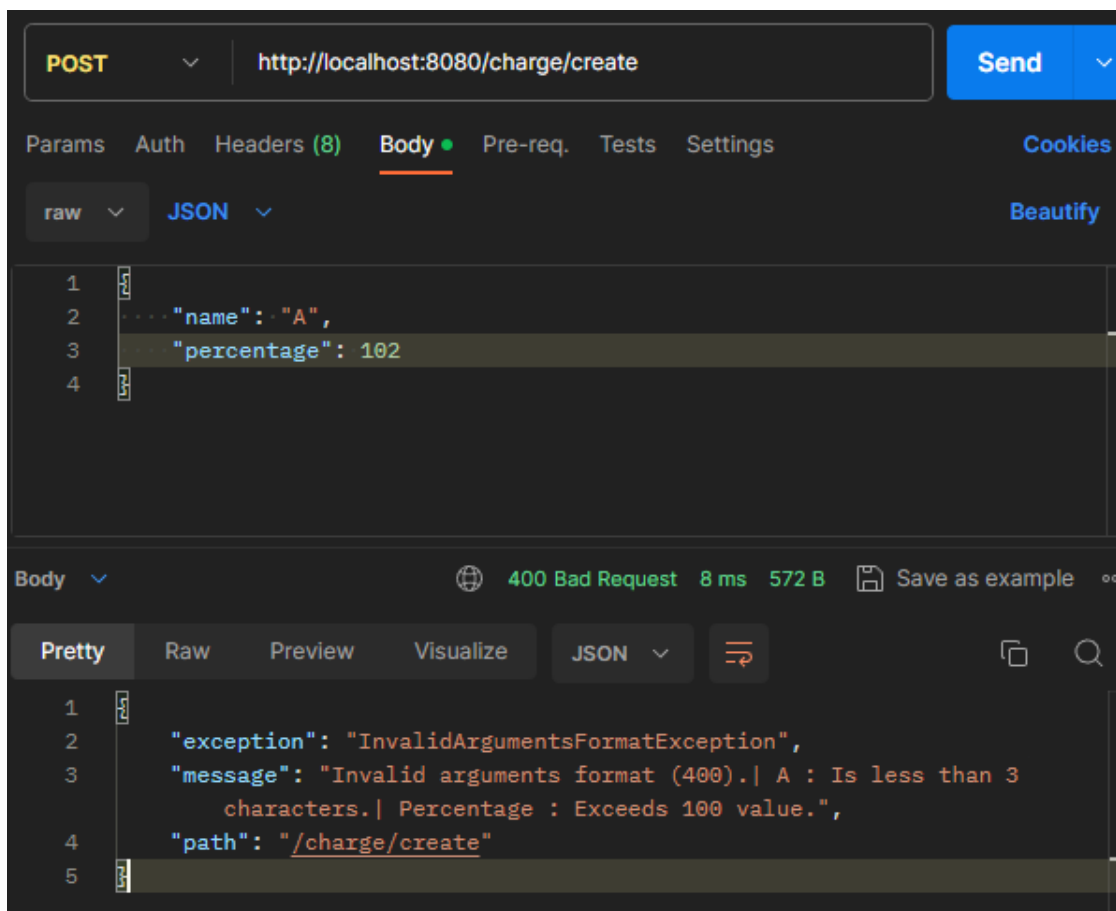 POST http://localhost:8080/charge/create Send
Params Auth Headers (8) Body Pre-req. Tests Settings Cookies
raw JSON Beautify
1 {
2 "name": "A",
3 "percentage": 102
4 }
Body 400 Bad Request 8 ms 572 B Save as example
Pretty Raw Preview Visualize JSON
1 {
2 "exception": "InvalidArgumentsFormatException",
3 "message": "Invalid arguments format (400).| A : Is less than 3
characters.| Percentage : Exceeds 100 value.",
4 "path": "/charge/create"
5 }